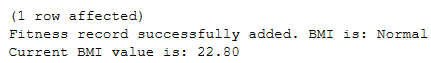 (1 row affected)
Fitness record successfully added. BMI is: Normal
Current BMI value is: 22.80